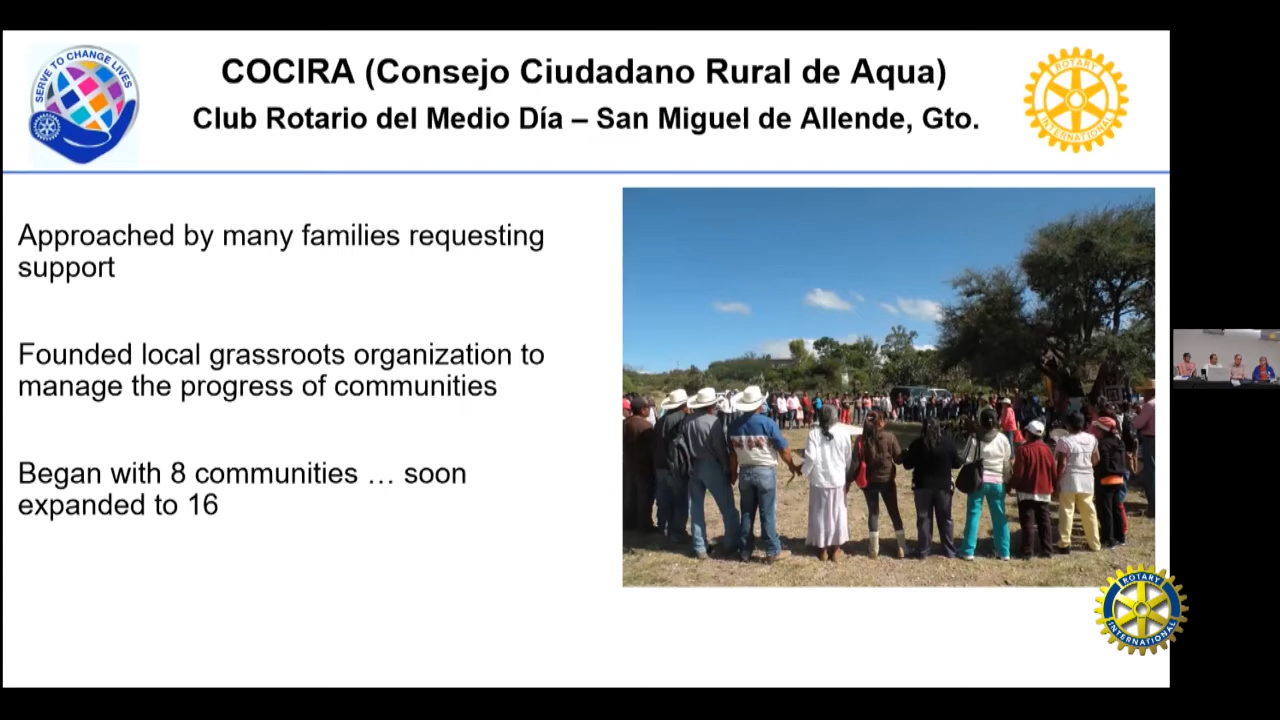 SERVE TO CHANGE LIVES
COCIRA (Consejo Ciudadano Rural de Aqua)
Club Rotario del Medio Día – San Miguel de Allende, Gto.
ROTARY
INTERNATIONAL
Approached by many families requesting
support
Founded local grassroots organization to
manage the progress of communities
Began with 8 communities … soon
expanded to 16
ROTARY
INTERNATIONAL